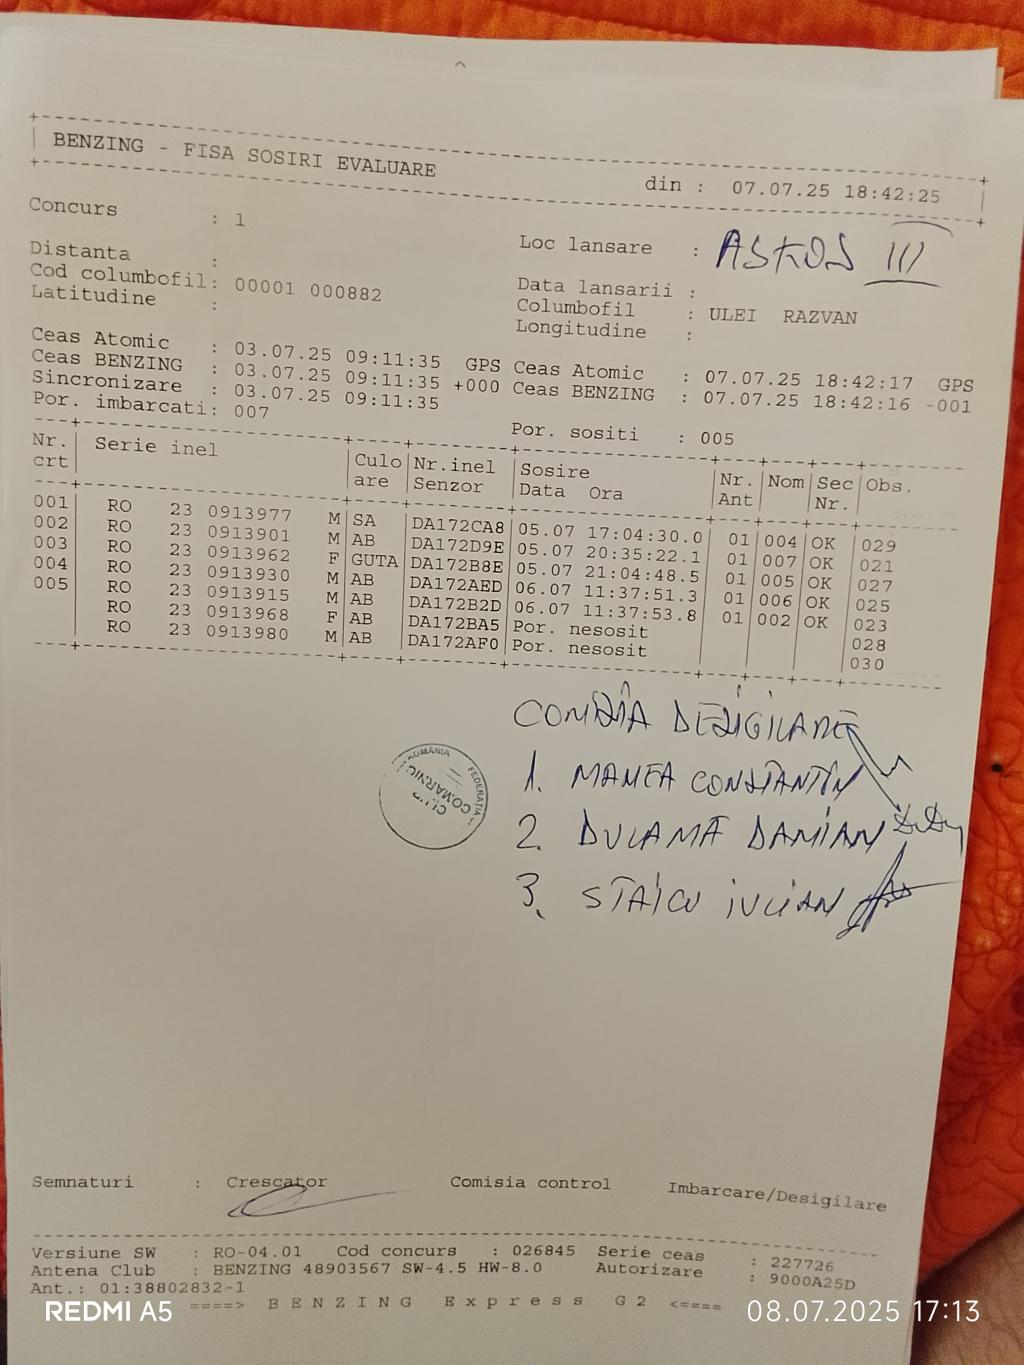 BENZING - FISA SOSIRI EVALUARE din : 07.07.25 18:42:25
Concurs : 1 Loc lansare : ASTROS III
Distanta : Data lansarii :
Cod columbofil: 00001 000882 Columbofil : ULEI RAZVAN
Latitudine : Longitudine :
Ceas Atomic : 03.07.25 09:11:35 GPS Ceas Atomic : 07.07.25 18:42:17 GPS
Ceas BENZING : 03.07.25 09:11:35 +000 Ceas BENZING : 07.07.25 18:42:16 -001
Sincronizare : 03.07.25 09:11:35
Por. imbarcati: 007 Por. sositi : 005
Nr. Serie inel Culo Nr.inel Sosire Nr. Nom Sec Obs.
crt are Senzor Data Ora Ant Nr.
001 RO 23 0913977 M SA DA172CA8 05.07 17:04:30.0 01 004 OK 029
002 RO 23 0913901 M AB DA172D9E 05.07 20:35:22.1 01 007 OK 021
003 RO 23 0913962 F GUTA DA172B8E 05.07 21:04:48.5 01 005 OK 027
004 RO 23 0913930 M AB DA172AED 06.07 11:37:51.3 01 006 OK 025
005 RO 23 0913915 M AB DA172B2D 06.07 11:37:53.8 01 002 OK 023
RO 23 0913968 F AB DA172BA5 Por. nesosit 028
RO 23 0913980 M AB DA172AF0 Por. nesosit 030
COMISIA DESIGILARE
1. MANEA CONSTANTIN
2. DULAMĂ DAMIAN
3. STAICU IULIAN
ROMANIA FEDERATIA
COMARNIC
Semnaturi : Crescator Comisia control Imbarcare/Desigilare
Versiune SW : RO-04.01 Cod concurs : 026845 Serie ceas : 227726
Antena Club : BENZING 48903567 SW-4.5 HW-8.0 Autorizare : 9000A25D
Ant.: 01:38802832-1
====> BENZING Express G2 <====
REDMI A5 08.07.2025 17:13